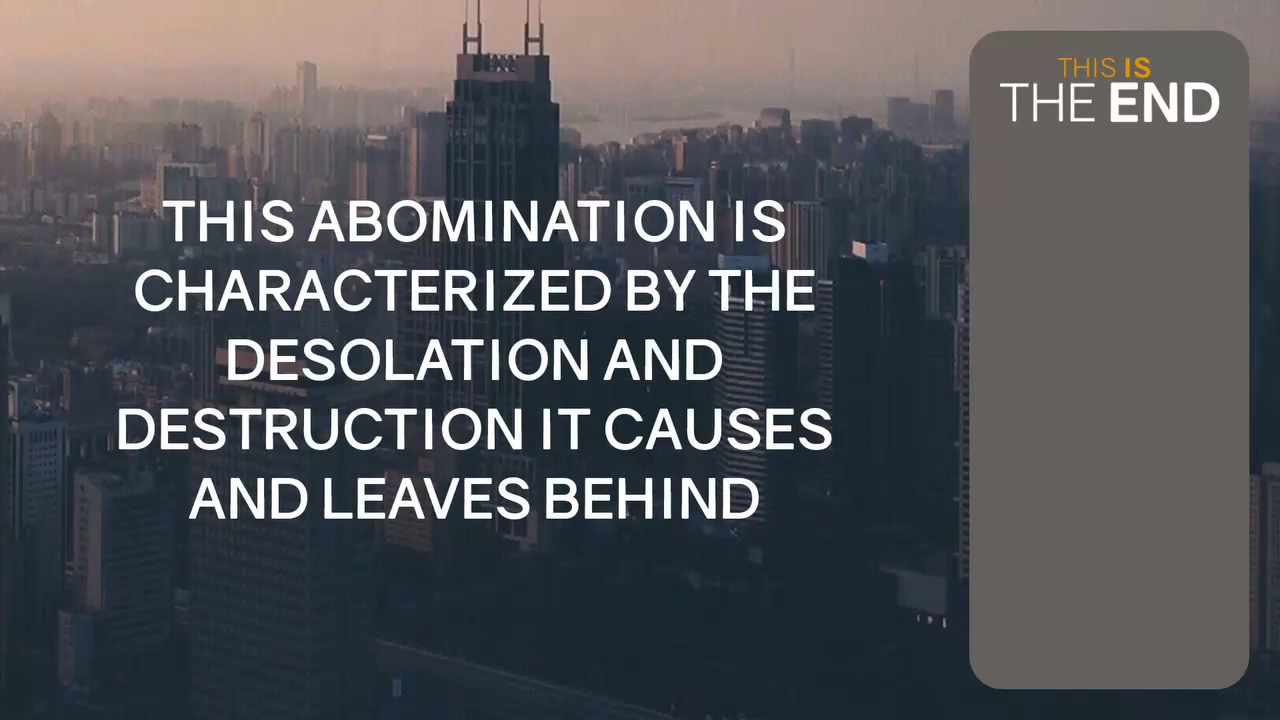 THIS ABOMINATION IS
CHARACTERIZED BY THE
DESOLATION AND
DESTRUCTION IT CAUSES
AND LEAVES BEHIND
THIS IS
THE END